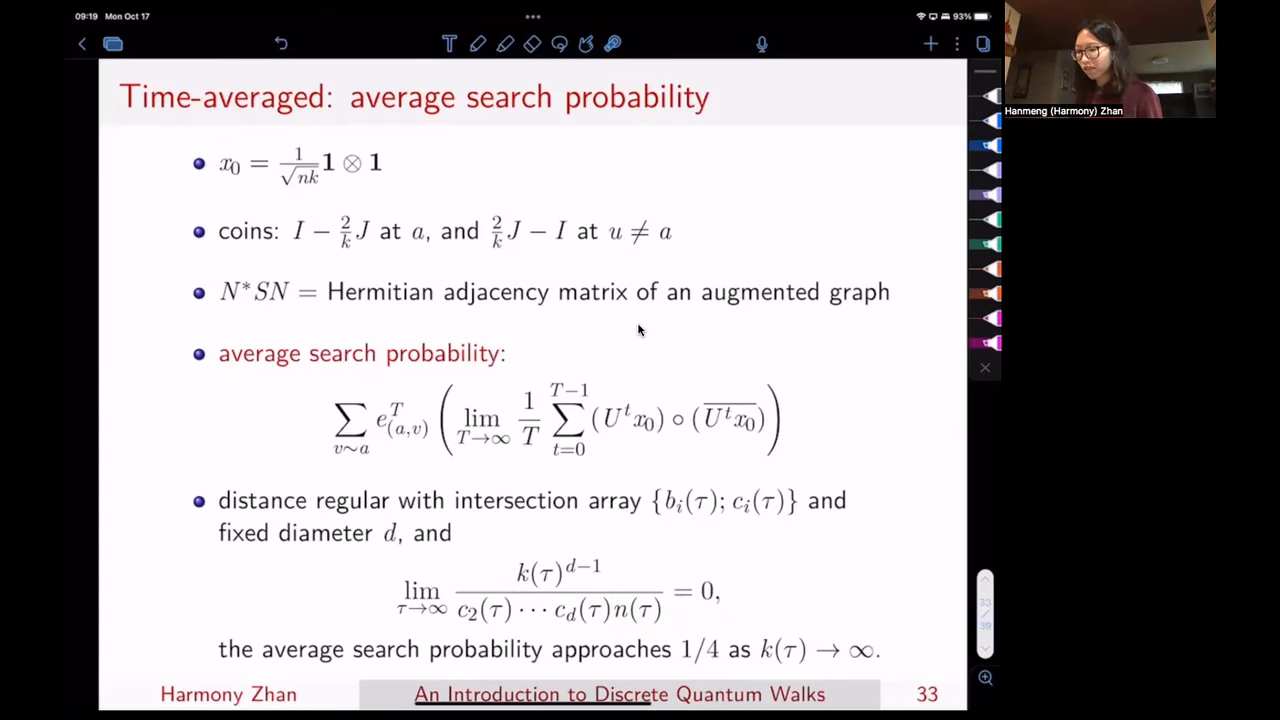 09:19 Mon Oct 17
93%
Hanmeng (Harmony) Zhan
Time-averaged: average search probability
x₀ = 1/√(nk) 𝟏 ⊗ 𝟏
coins: I − 2/k J at a, and 2/k J − I at u ≠ a
N*SN = Hermitian adjacency matrix of an augmented graph
average search probability:
∑_{v∼a} e^T_{(a,v)} ( lim_{T→∞} 1/T ∑_{t=0}^{T−1} (U^t x₀) ∘ (\overline{U^t x₀}) )
distance regular with intersection array {b_i(τ); c_i(τ)} and
fixed diameter d, and
lim_{τ→∞} k(τ)^{d−1} / (c₂(τ) ⋯ c_d(τ)n(τ)) = 0,
the average search probability approaches 1/4 as k(τ) → ∞.
33
/
39
Harmony Zhan An Introduction to Discrete Quantum Walks 33